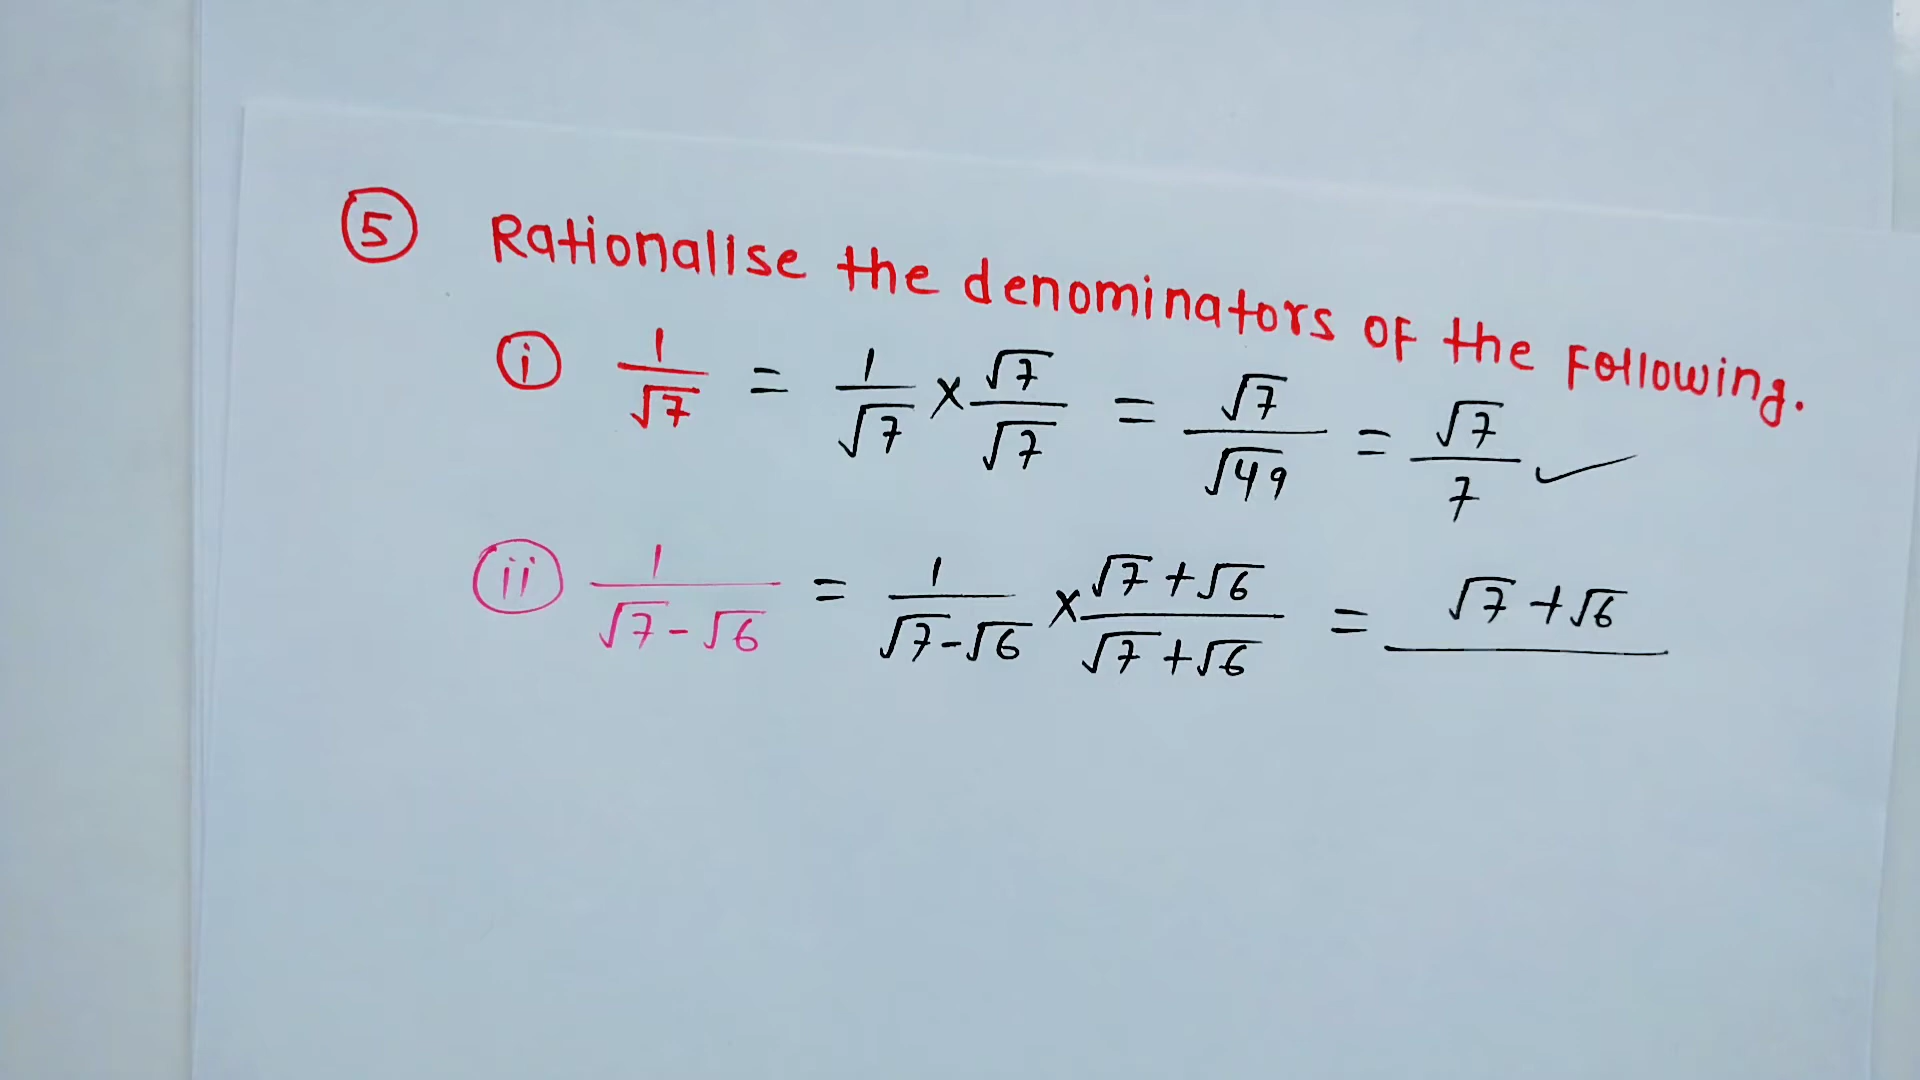 5 Rationalise the denominators of the following.
i 1/√7 = 1/√7 × √7/√7 = √7/√49 = √7/7 ✓
ii 1/(√7-√6) = 1/(√7-√6) × (√7+√6)/(√7+√6) = √7+√6